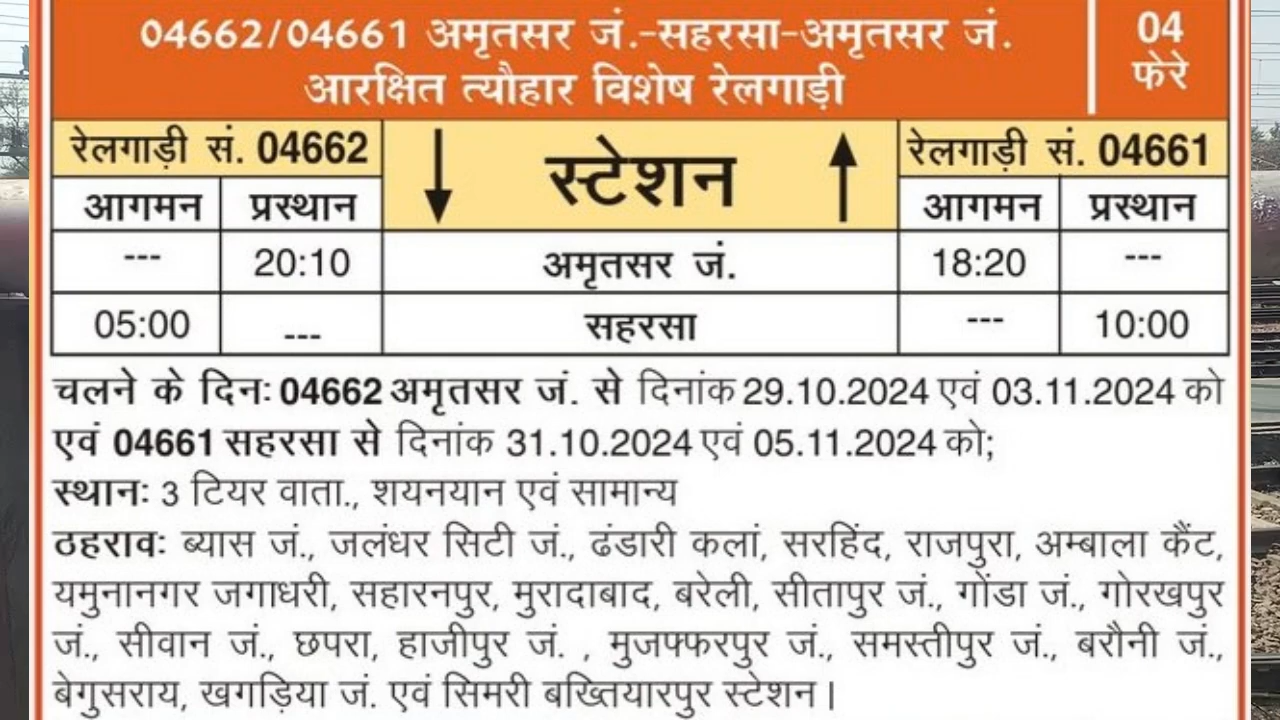 04662/04661 अमृतसर जं.-सहरसा-अमृतसर जं.
आरक्षित त्यौहार विशेष रेलगाड़ी
04
फेरे
रेलगाड़ी सं. 04662
स्टेशन
रेलगाड़ी सं. 04661
आगमन प्रस्थान आगमन प्रस्थान
--- 20:10 अमृतसर जं. 18:20 ---
05:00 --- सहरसा --- 10:00
चलने के दिनः 04662 अमृतसर जं. से दिनांक 29.10.2024 एवं 03.11.2024 को
एवं 04661 सहरसा से दिनांक 31.10.2024 एवं 05.11.2024 को;
स्थानः 3 टियर वाता., शयनयान एवं सामान्य
ठहरावः ब्यास जं., जलंधर सिटी जं., ढंडारी कलां, सरहिंद, राजपुरा, अम्बाला कैंट,
यमुनानगर जगाधरी, सहारनपुर, मुरादाबाद, बरेली, सीतापुर जं., गोंडा जं., गोरखपुर
जं., सीवान जं., छपरा, हाजीपुर जं. , मुजफ्फरपुर जं., समस्तीपुर जं., बरौनी जं.,
बेगुसराय, खगड़िया जं. एवं सिमरी बख्तियारपुर स्टेशन।